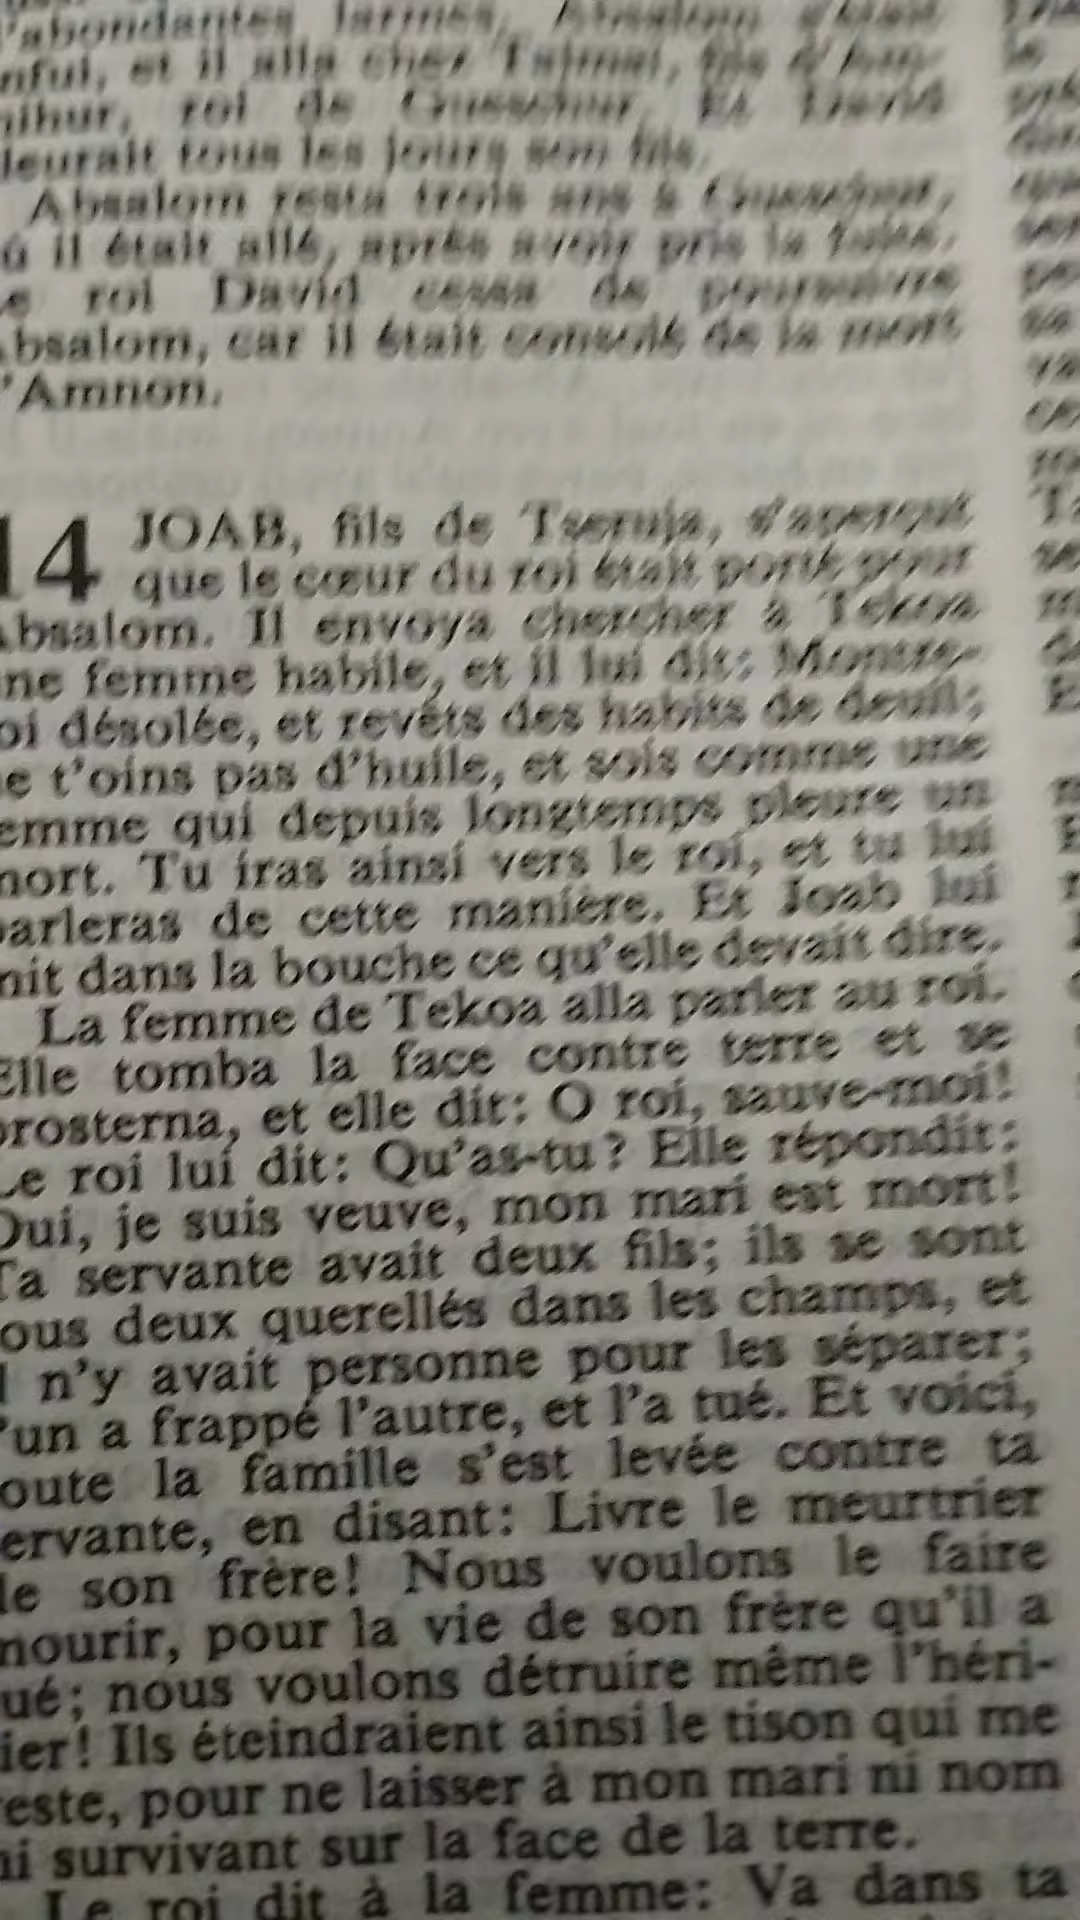 d'abondantes larmes. Absalom s'était
nfui, et il alla chez Talmaï, fils d'Am-
mihur, roi de Gueschur. Et David
leurait tous les jours son fils.
Absalom resta trois ans à Gueschur,
ù il était allé, après avoir pris la fuite.
e roi David cessa de poursuivre
bsalom, car il était consolé de la mort
'Amnon.
14 JOAB, fils de Tseruja, s'aperçut
que le cœur du roi était porté pour
bsalom. Il envoya chercher à Tekoa
ne femme habile, et il lui dit: Montre-
oi désolée, et revêts des habits de deuil;
e t'oins pas d'huile, et sois comme une
emme qui depuis longtemps pleure un
mort. Tu iras ainsi vers le roi, et tu lui
parleras de cette manière. Et Joab lui
mit dans la bouche ce qu'elle devait dire.
La femme de Tekoa alla parler au roi.
Elle tomba la face contre terre et se
prosterna, et elle dit: O roi, sauve-moi!
Le roi lui dit: Qu'as-tu? Elle répondit:
Oui, je suis veuve, mon mari est mort!
Ta servante avait deux fils; ils se sont
ous deux querellés dans les champs, et
l n'y avait personne pour les séparer;
'un a frappé l'autre, et l'a tué. Et voici,
oute la famille s'est levée contre ta
ervante, en disant: Livre le meurtrier
de son frère! Nous voulons le faire
mourir, pour la vie de son frère qu'il a
ué; nous voulons détruire même l'héri-
ier! Ils éteindraient ainsi le tison qui me
reste, pour ne laisser à mon mari ni nom
ni survivant sur la face de la terre.
Le roi dit à la femme: Va dans ta